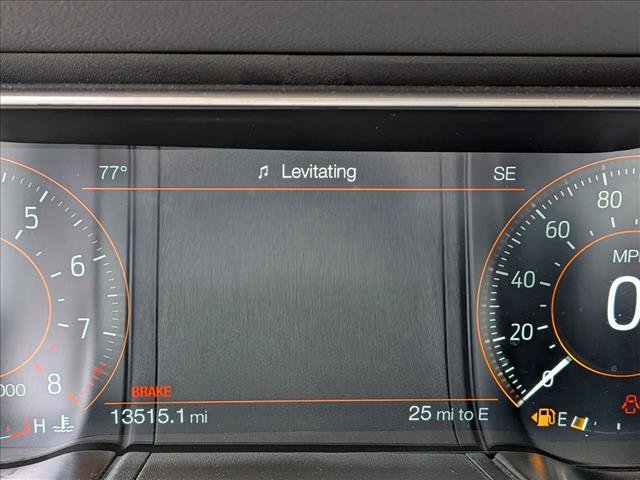 77° ♫ Levitating SE
80
5 60 MPH
6 40 0
7 20
BRAKE
000 8 0
13515.1 mi 25 mi to E
H E